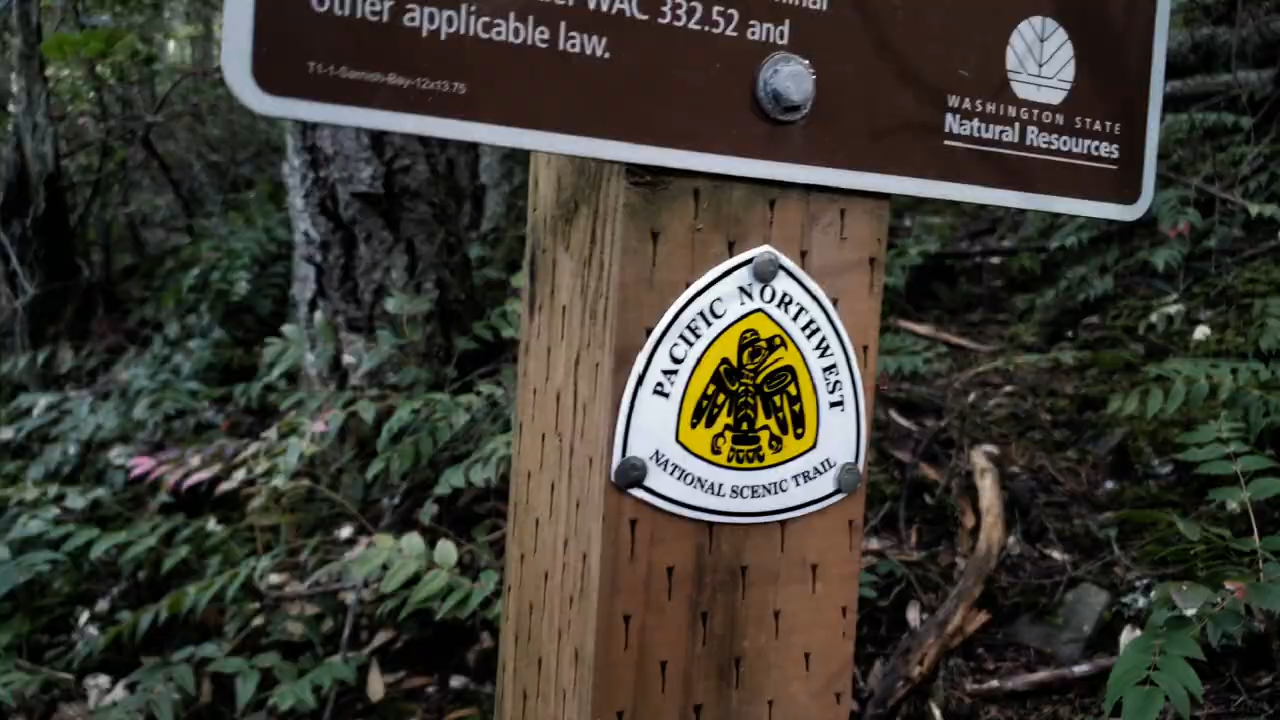 WAC 332.52 and
other applicable law.
T1-1-Samish-Bay-12x13.75
WASHINGTON STATE
Natural Resources
PACIFIC NORTHWEST
NATIONAL SCENIC TRAIL